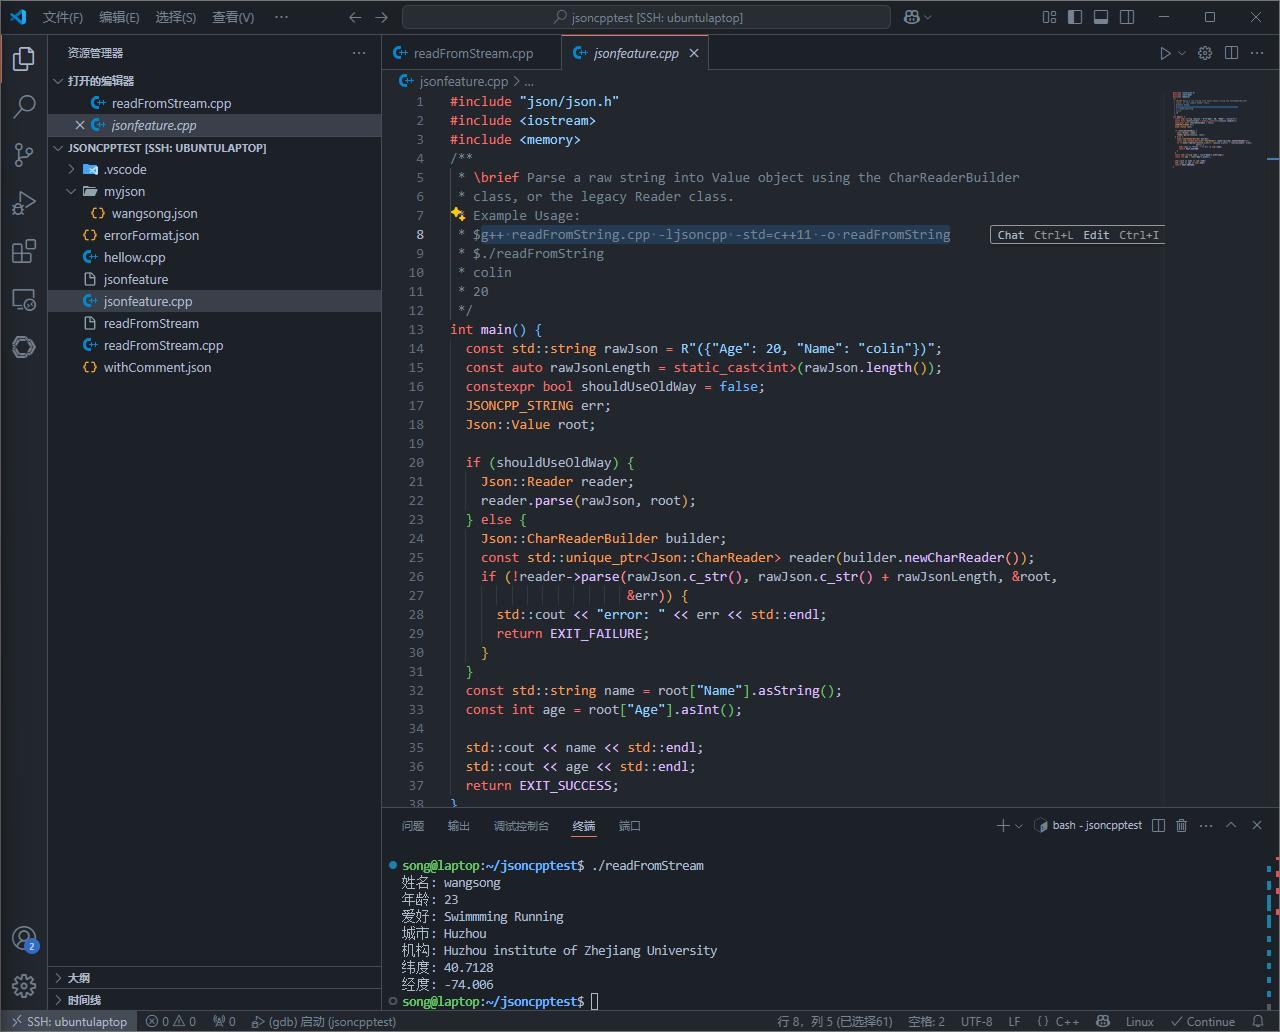 文件(F) 编辑(E) 选择(S) 查看(V) ··· jsoncpptest [SSH: ubuntulaptop]
资源管理器 ···
打开的编辑器
readFromStream.cpp
jsonfeature.cpp
JSONCPPTEST [SSH: UBUNTULAPTOP]
.vscode
myjson
wangsong.json
errorFormat.json
hellow.cpp
jsonfeature
jsonfeature.cpp
readFromStream
readFromStream.cpp
withComment.json
大纲
时间线
2
readFromStream.cpp jsonfeature.cpp
jsonfeature.cpp > ...
1 #include "json/json.h"
2 #include <iostream>
3 #include <memory>
4 /**
5 * \brief Parse a raw string into Value object using the CharReaderBuilder
6 * class, or the legacy Reader class.
7 * Example Usage:
8 * $g++ readFromString.cpp -ljsoncpp -std=c++11 -o readFromString
Chat Ctrl+L Edit Ctrl+I
9 * $./readFromString
10 * colin
11 * 20
12 */
13 int main() {
14 const std::string rawJson = R"({"Age": 20, "Name": "colin"})";
15 const auto rawJsonLength = static_cast<int>(rawJson.length());
16 constexpr bool shouldUseOldWay = false;
17 JSONCPP_STRING err;
18 Json::Value root;
19
20 if (shouldUseOldWay) {
21 Json::Reader reader;
22 reader.parse(rawJson, root);
23 } else {
24 Json::CharReaderBuilder builder;
25 const std::unique_ptr<Json::CharReader> reader(builder.newCharReader());
26 if (!reader->parse(rawJson.c_str(), rawJson.c_str() + rawJsonLength, &root,
27 &err)) {
28 std::cout << "error: " << err << std::endl;
29 return EXIT_FAILURE;
30 }
31 }
32 const std::string name = root["Name"].asString();
33 const int age = root["Age"].asInt();
34
35 std::cout << name << std::endl;
36 std::cout << age << std::endl;
37 return EXIT_SUCCESS;
38 }
问题 输出 调试控制台 终端 端口 bash - jsoncpptest
song@laptop:~/jsoncpptest$ ./readFromStream
姓名: wangsong
年龄: 23
爱好: Swimmming Running
城市: Huzhou
机构: Huzhou institute of Zhejiang University
纬度: 40.7128
经度: -74.006
song@laptop:~/jsoncpptest$
SSH: ubuntulaptop 0 0 0 (gdb) 启动 (jsoncpptest) 行 8，列 5 (已选择61) 空格: 2 UTF-8 LF {} C++ Linux Continue